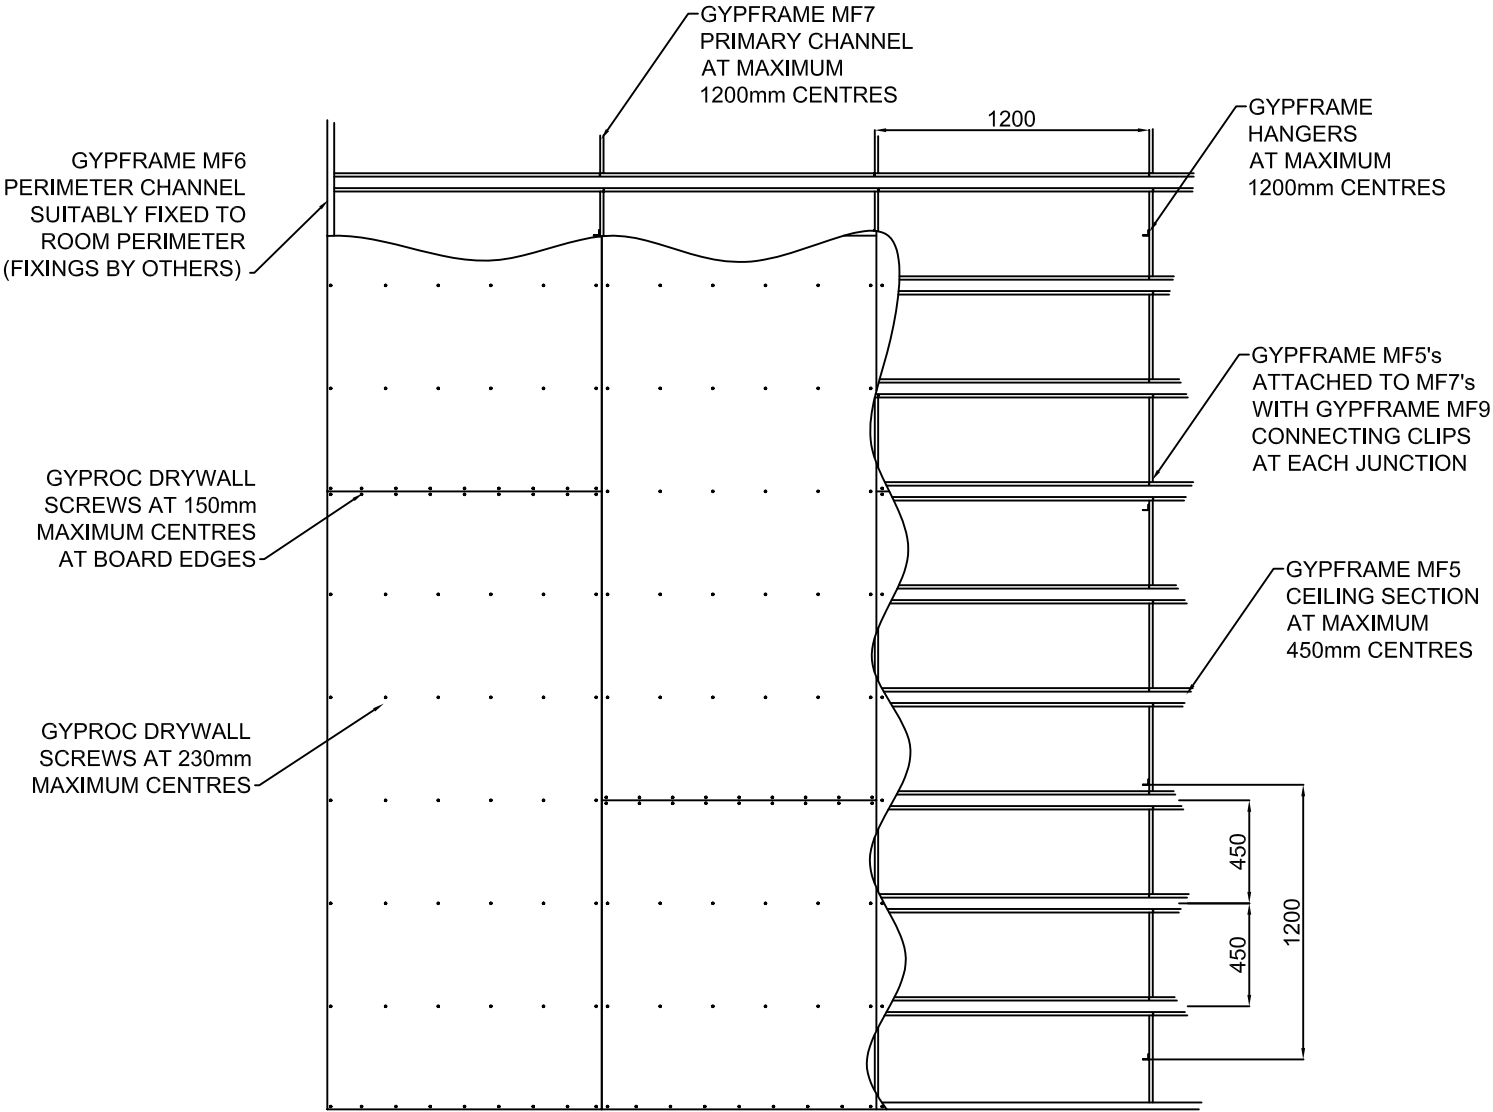 GYPFRAME MF7
PRIMARY CHANNEL
AT MAXIMUM
1200mm CENTRES
1200
GYPFRAME
HANGERS
AT MAXIMUM
1200mm CENTRES
GYPFRAME MF6
PERIMETER CHANNEL
SUITABLY FIXED TO
ROOM PERIMETER
(FIXINGS BY OTHERS)
GYPFRAME MF5's
ATTACHED TO MF7's
WITH GYPFRAME MF9
CONNECTING CLIPS
AT EACH JUNCTION
GYPROC DRYWALL
SCREWS AT 150mm
MAXIMUM CENTRES
AT BOARD EDGES
GYPFRAME MF5
CEILING SECTION
AT MAXIMUM
450mm CENTRES
GYPROC DRYWALL
SCREWS AT 230mm
MAXIMUM CENTRES
450
450
1200